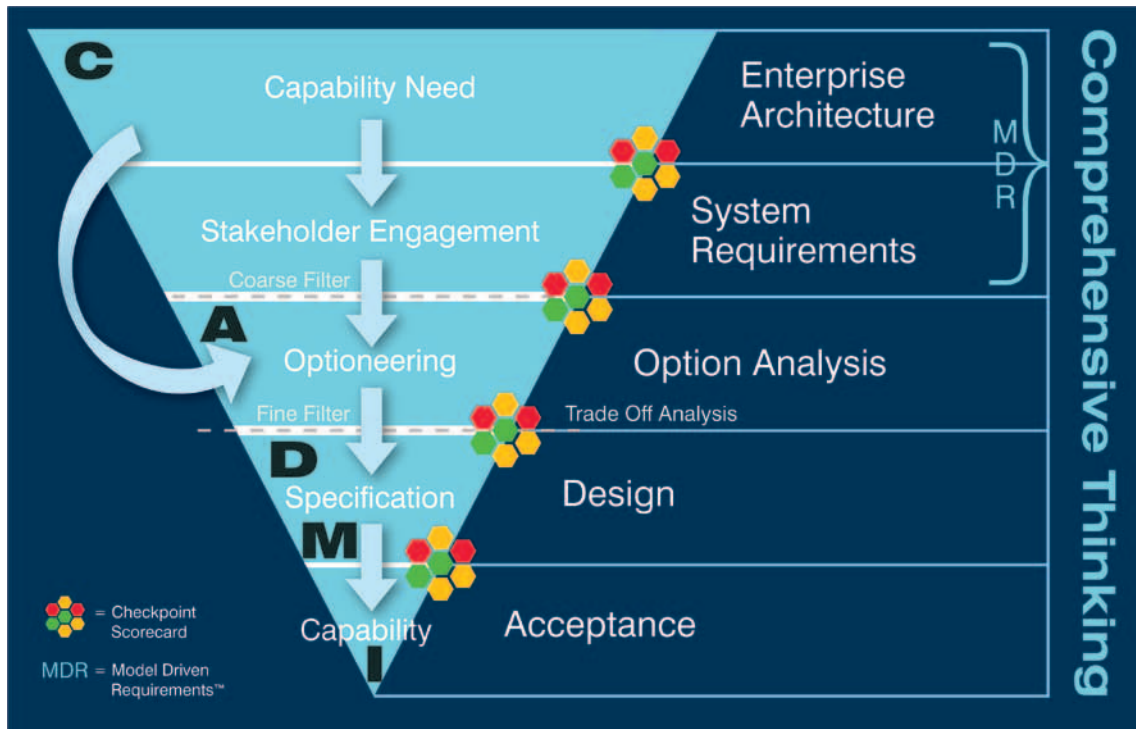 C
Capability Need
Enterprise
Architecture
M
D
R
Stakeholder Engagement
System
Requirements
Coarse Filter
A
Optioneering
Option Analysis
Fine Filter
Trade Off Analysis
D
Specification
Design
M
Capability
Acceptance
I
= Checkpoint
Scorecard
MDR = Model Driven
Requirements™
Comprehensive Thinking